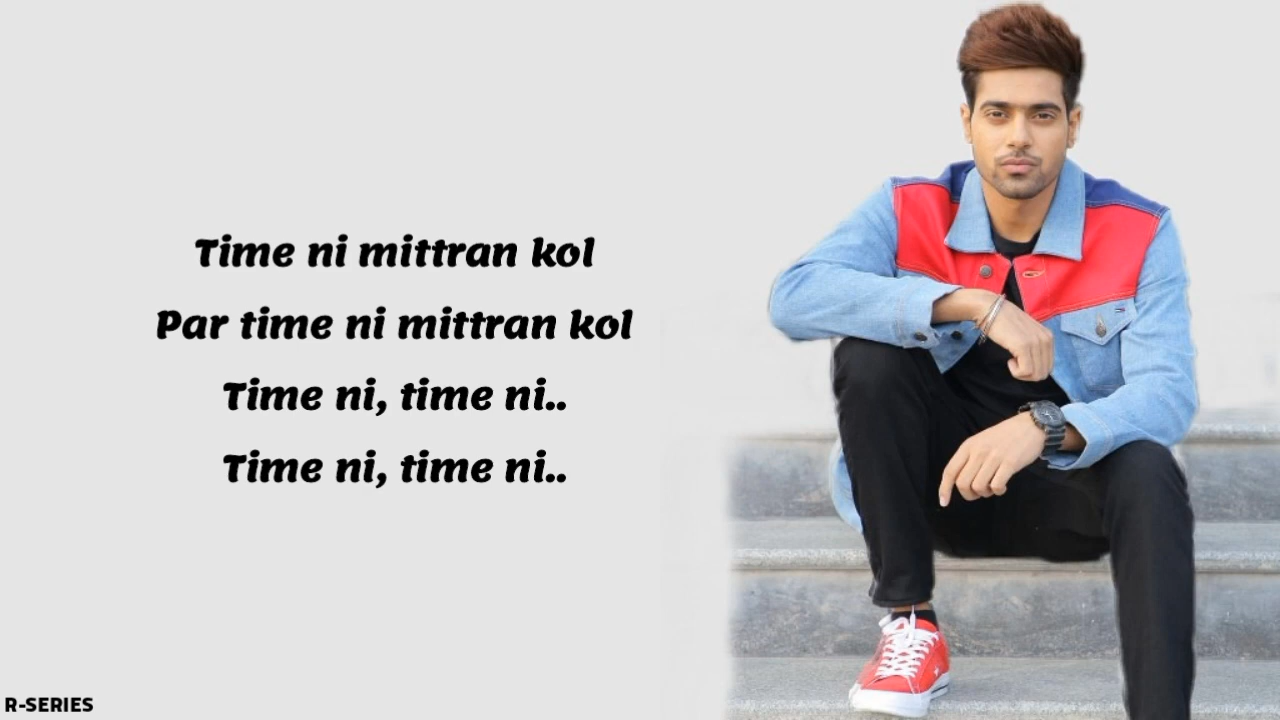 Time ni mittran kol
Par time ni mittran kol
Time ni, time ni..
Time ni, time ni..
R-SERIES